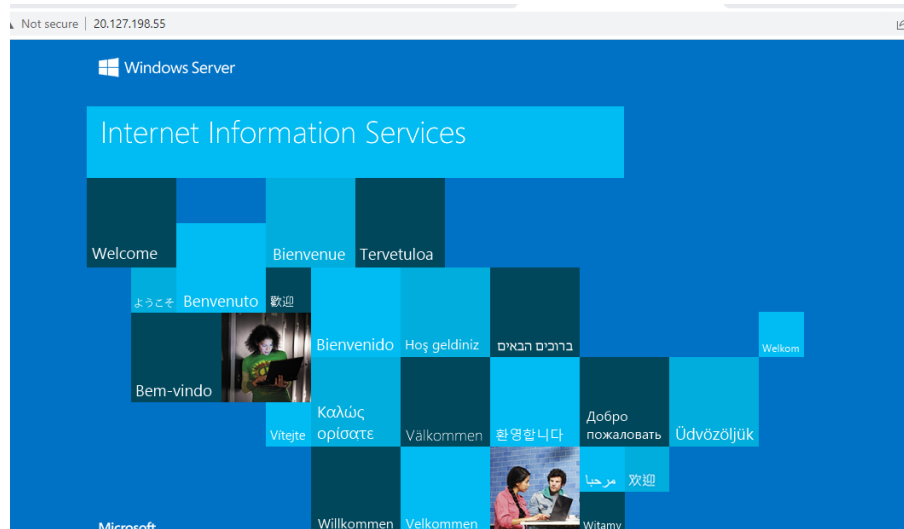 Not secure
20.127.198.55
Windows Server
Internet Information Services
Welcome
Bienvenue
Tervetuloa
ようこそ
Benvenuto
歡迎
Bienvenido
Hoş geldiniz
ברוכים הבאים
Welkom
Bem-vindo
Vítejte
Καλώς
ορίσατε
Välkommen
환영합니다
Добро
пожаловать
Üdvözöljük
Willkommen
Velkommen
مرحبا
欢迎
Witamy
Microsoft